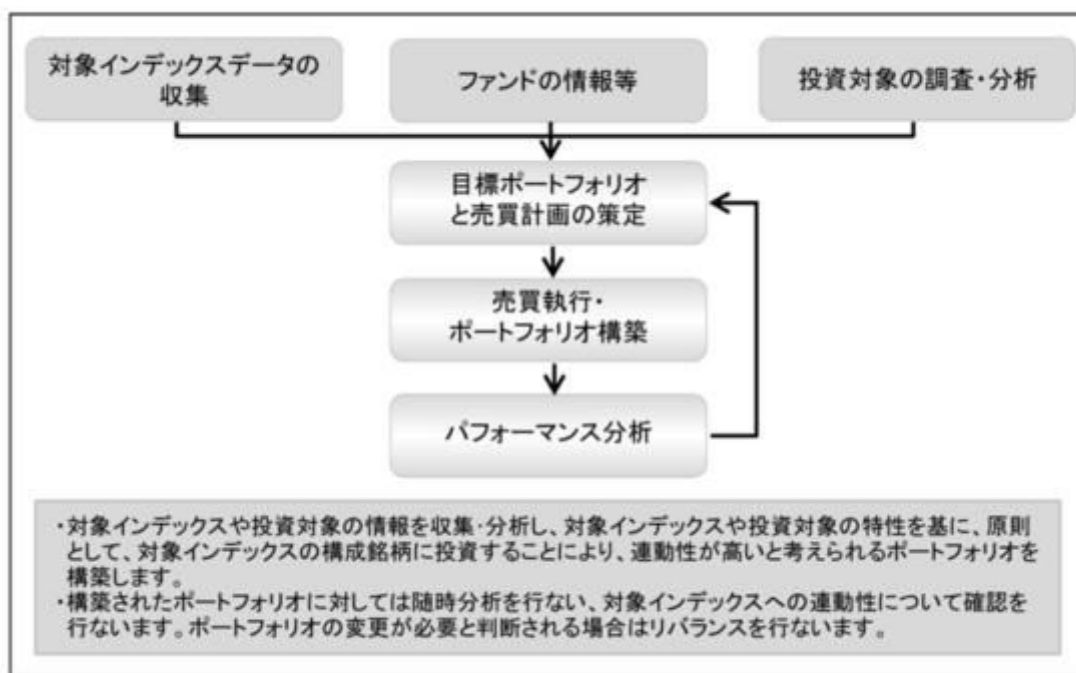 対象インデックスデータの
収集
ファンドの情報等
投資対象の調査・分析
目標ポートフォリオ
と売買計画の策定
売買執行・
ポートフォリオ構築
パフォーマンス分析
・対象インデックスや投資対象の情報を収集・分析し、対象インデックスや投資対象の特性を基に、原則
として、対象インデックスの構成銘柄に投資することにより、連動性が高いと考えられるポートフォリオを
構築します。
・構築されたポートフォリオに対しては随時分析を行ない、対象インデックスへの連動性について確認を
行ないます。ポートフォリオの変更が必要と判断される場合はリバランスを行ないます。